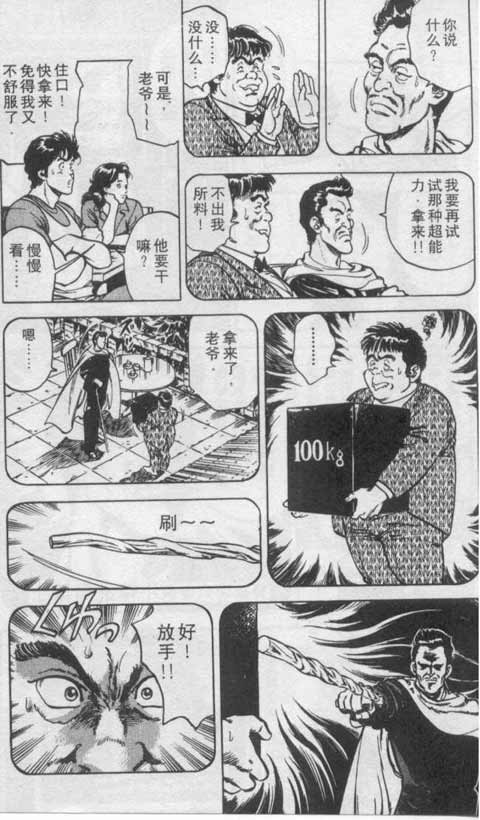 你说
什么？
没……
没什么…
可是，
老爷～～
住口！
快拿来！
免得我又
不舒服了．
他要干
嘛？
慢慢
看……
我要再试
试那种超能
力．拿来!!
不出我
所料！
拿来了，
老爷．
嗯……
………
100kg
刷～～
好！
放手!!